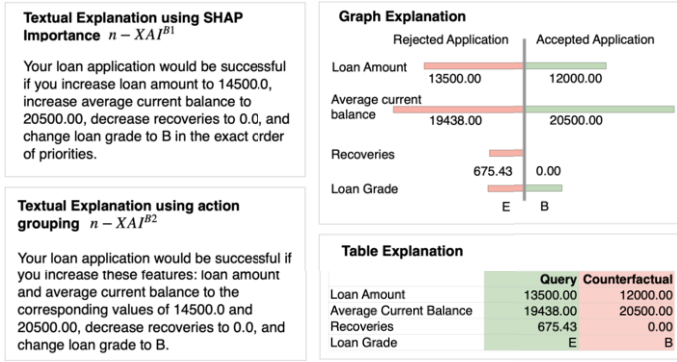 Textual Explanation using SHAP
Importance n − XAI^B1
Your loan application would be successful
if you increase loan amount to 14500.0,
increase average current balance to
20500.00, decrease recoveries to 0.0, and
change loan grade to B in the exact order
of priorities.
Textual Explanation using action
grouping n − XAI^B2
Your loan application would be successful if
you increase these features: loan amount
and average current balance to the
corresponding values of 14500.0 and
20500.00, decrease recoveries to 0.0, and
change loan grade to B.
Graph Explanation
Rejected Application Accepted Application
Loan Amount
13500.00 12000.00
Average current
balance
19438.00 20500.00
Recoveries
675.43 0.00
Loan Grade
E B
Table Explanation
Query Counterfactual
Loan Amount 13500.00 12000.00
Average Current Balance 19438.00 20500.00
Recoveries 675.43 0.00
Loan Grade E B